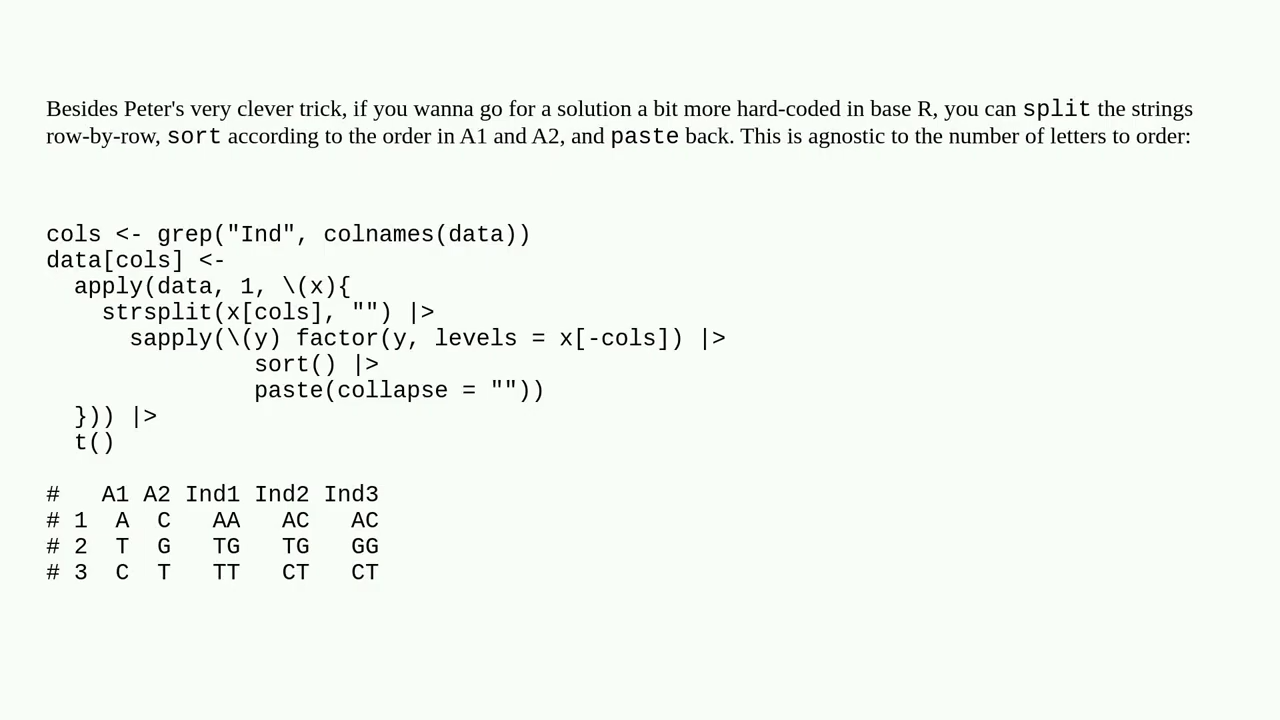 Besides Peter's very clever trick, if you wanna go for a solution a bit more hard-coded in base R, you can split the strings
row-by-row, sort according to the order in A1 and A2, and paste back. This is agnostic to the number of letters to order:
cols <- grep("Ind", colnames(data))
data[cols] <-
  apply(data, 1, \(x){
    strsplit(x[cols], "") |>
      sapply(\(y) factor(y, levels = x[-cols]) |>
               sort() |>
               paste(collapse = ""))
  })) |>
  t()
#   A1 A2 Ind1 Ind2 Ind3
# 1  A  C   AA   AC   AC
# 2  T  G   TG   TG   GG
# 3  C  T   TT   CT   CT